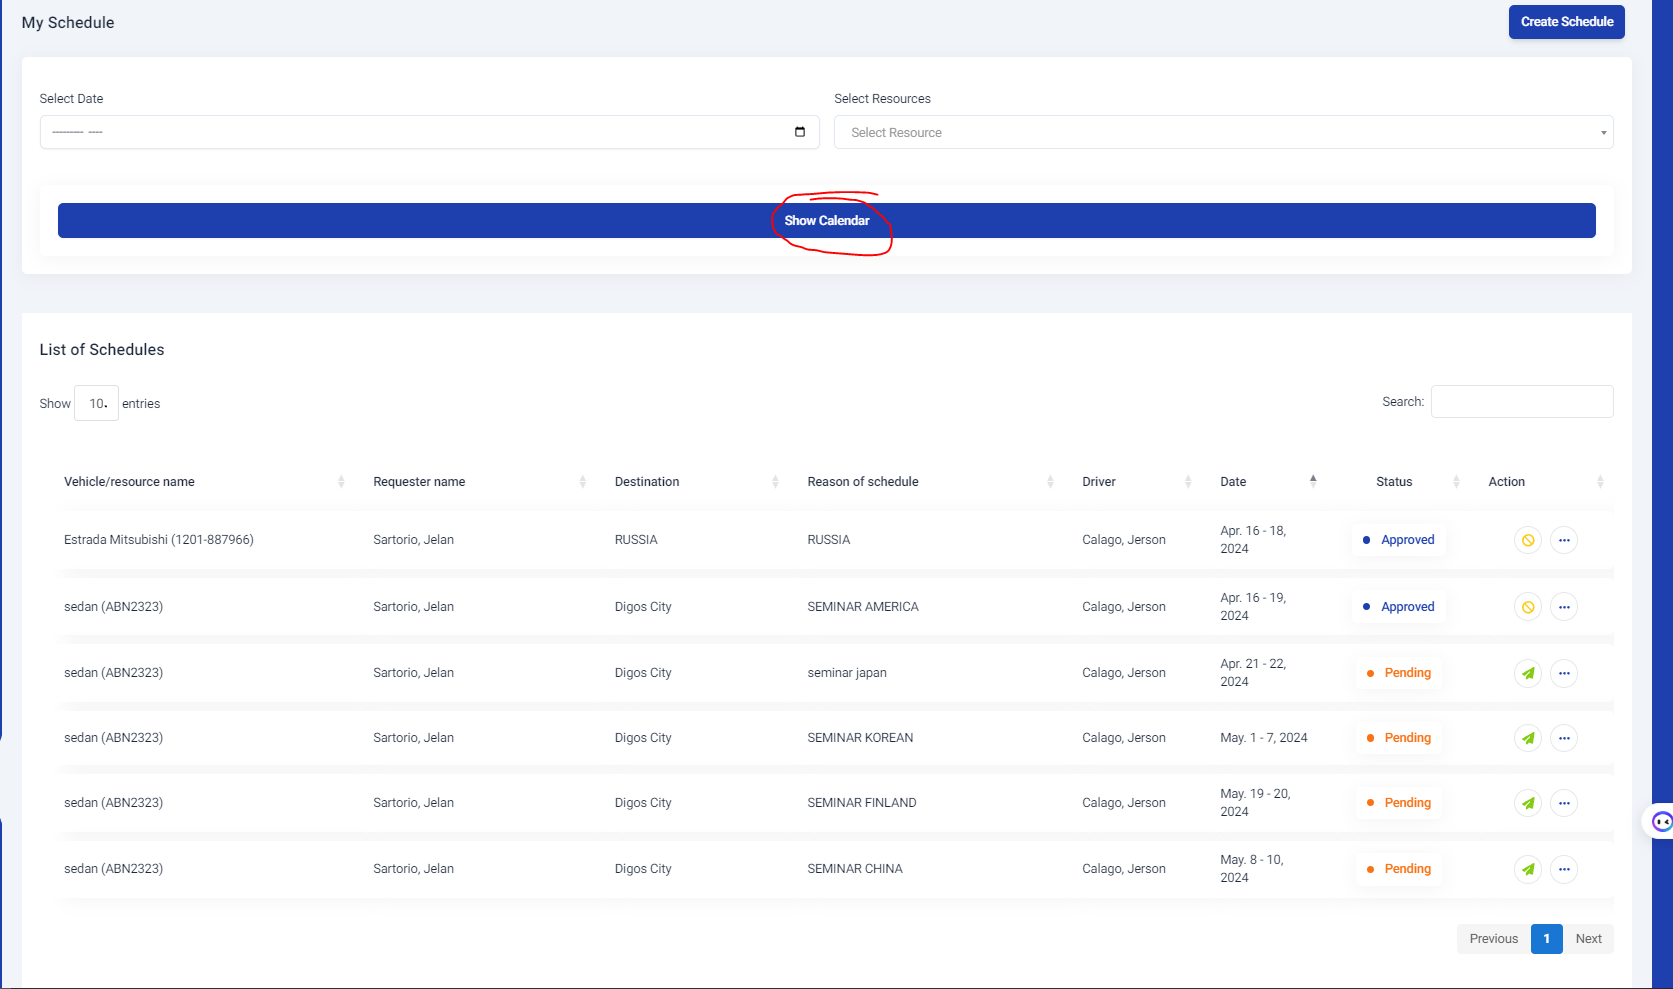 My Schedule
Create Schedule
Select Date
Select Resources
--------- ----
Select Resource
Show Calendar
List of Schedules
Show 10 entries
Search:
Vehicle/resource name Requester name Destination Reason of schedule Driver Date Status Action
Estrada Mitsubishi (1201-887966) Sartorio, Jelan RUSSIA RUSSIA Calago, Jerson Apr. 16 - 18, 2024 Approved
sedan (ABN2323) Sartorio, Jelan Digos City SEMINAR AMERICA Calago, Jerson Apr. 16 - 19, 2024 Approved
sedan (ABN2323) Sartorio, Jelan Digos City seminar japan Calago, Jerson Apr. 21 - 22, 2024 Pending
sedan (ABN2323) Sartorio, Jelan Digos City SEMINAR KOREAN Calago, Jerson May. 1 - 7, 2024 Pending
sedan (ABN2323) Sartorio, Jelan Digos City SEMINAR FINLAND Calago, Jerson May. 19 - 20, 2024 Pending
sedan (ABN2323) Sartorio, Jelan Digos City SEMINAR CHINA Calago, Jerson May. 8 - 10, 2024 Pending
Previous 1 Next